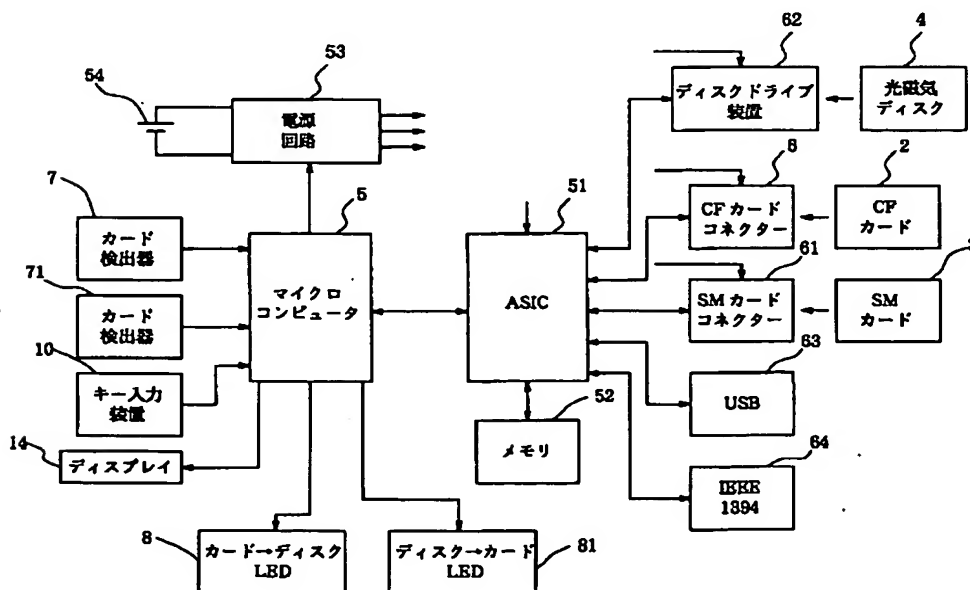 62
4
53
54
ディスクドライブ
装置
光磁気
ディスク
電源
回路
8
2
7
5
51
CFカード
コネクター
CF
カード
カード
検出器
61
71
マイクロ
コンピュータ
ASIC
SMカード
コネクター
SM
カード
カード
検出器
10
63
キー入力
装置
52
USB
14
メモリ
64
ディスプレイ
IEEE
1394
カード→ディスク
LED
ディスク→カード
LED
8
81